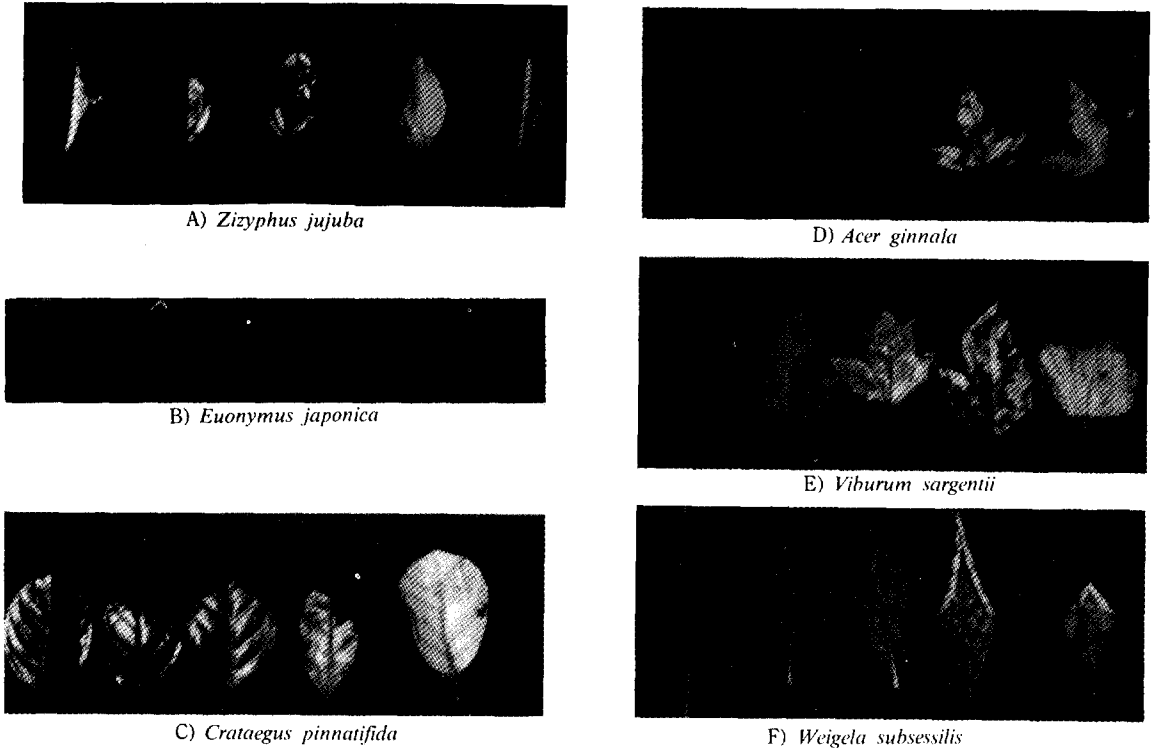 A) Zizyphus jujuba
B) Euonymus japonica
C) Crataegus pinnatifida
D) Acer ginnala
E) Viburum sargentii
F) Weigela subsessilis